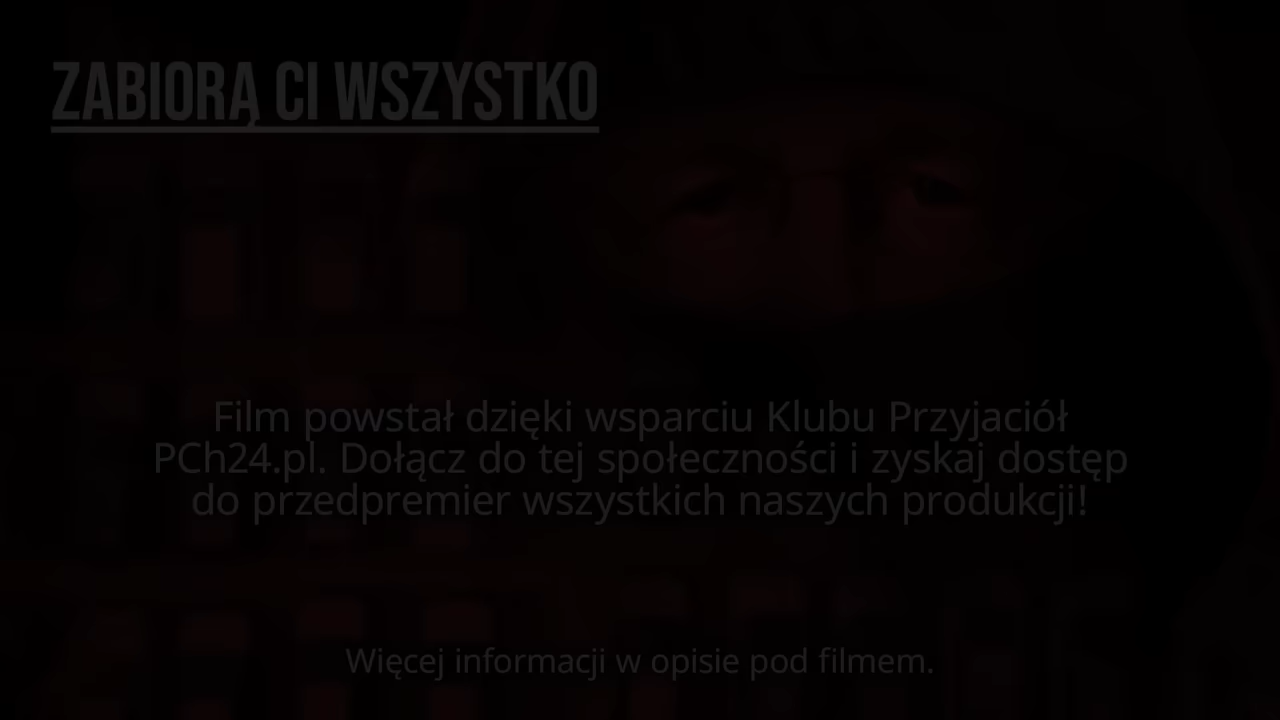 ZABIORĄ CI WSZYSTKO
Film powstał dzięki wsparciu Klubu Przyjaciół
PCh24.pl. Dołącz do tej społeczności i zyskaj dostęp
do przedpremier wszystkich naszych produkcji!
Więcej informacji w opisie pod filmem.